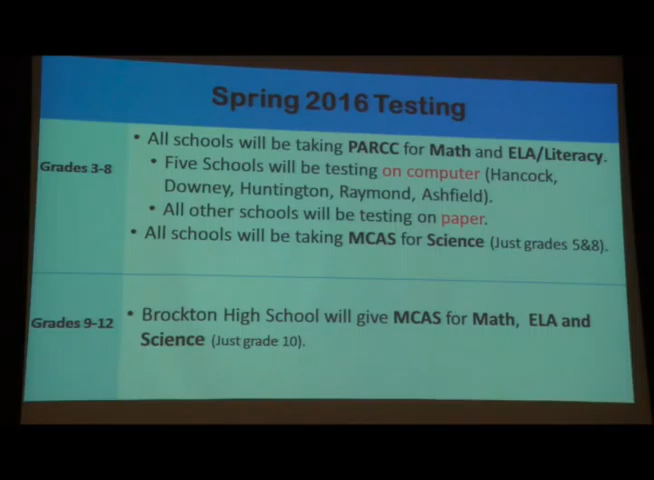 Spring 2016 Testing
Grades 3-8
• All schools will be taking PARCC for Math and ELA/Literacy.
• Five Schools will be testing on computer (Hancock,
Downey, Huntington, Raymond, Ashfield).
• All other schools will be testing on paper.
• All schools will be taking MCAS for Science (Just grades 5&8).
Grades 9-12
• Brockton High School will give MCAS for Math, ELA and
Science (Just grade 10).